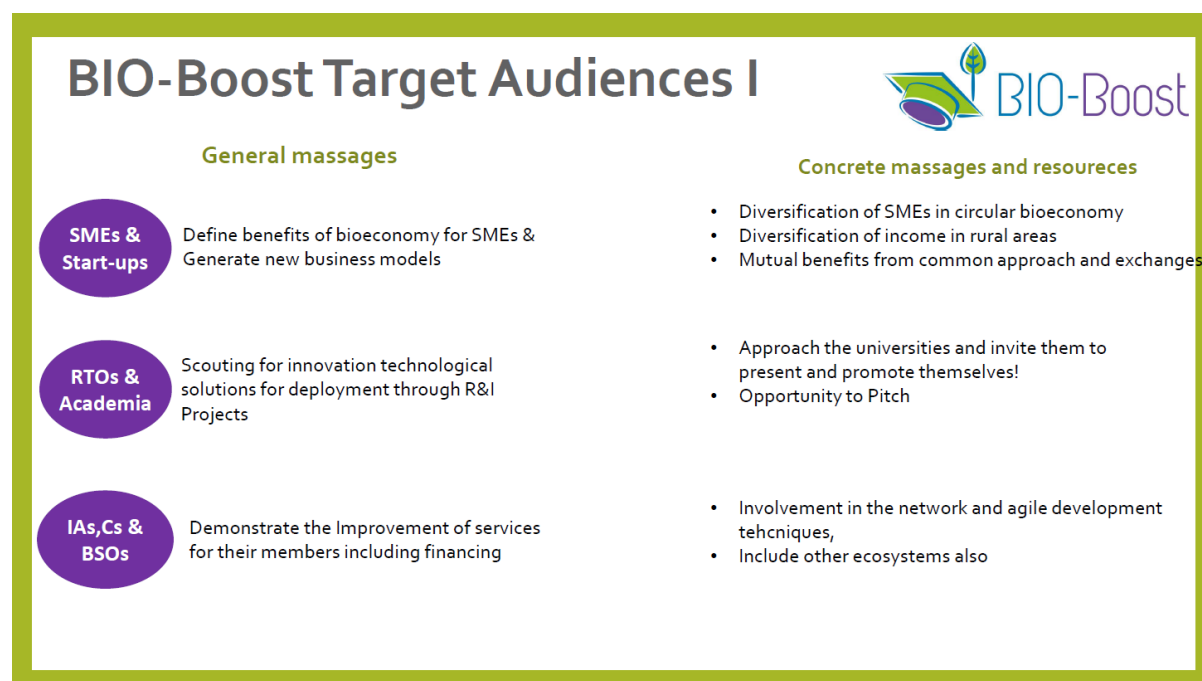 BIO-Boost Target Audiences I
BIO-Boost
General massages
Concrete massages and resoureces
SMEs &
Start-ups
Define benefits of bioeconomy for SMEs &
Generate new business models
• Diversification of SMEs in circular bioeconomy
• Diversification of income in rural areas
• Mutual benefits from common approach and exchanges
RTOs &
Academia
Scouting for innovation technological
solutions for deployment through R&I
Projects
• Approach the universities and invite them to
present and promote themselves!
• Opportunity to Pitch
IAs,Cs &
BSOs
Demonstrate the Improvement of services
for their members including financing
• Involvement in the network and agile development
tehcniques,
• Include other ecosystems also